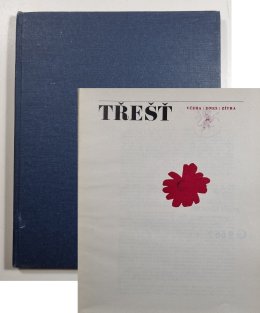 TŘEŠŤ
VČERA | DNES | ZÍTRA